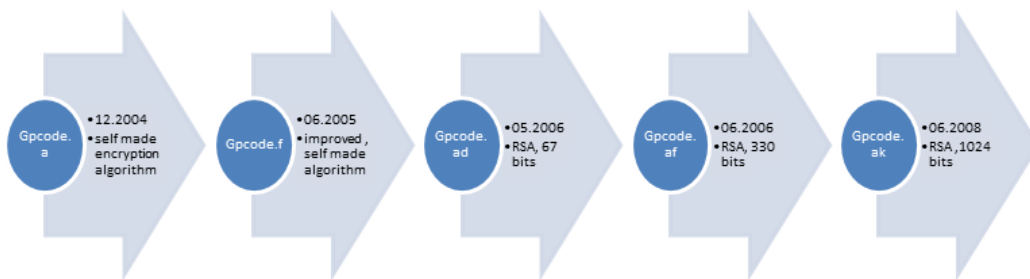 Gpcode.
a
•12.2004
•self made
encryption
algorithm
Gpcode.f
•06.2005
•improved,
self made
algorithm
Gpcode.
ad
•05.2006
•RSA, 67
bits
Gpcode.
af
•06.2006
•RSA, 330
bits
Gpcode.
ak
•06.2008
•RSA ,1024
bits